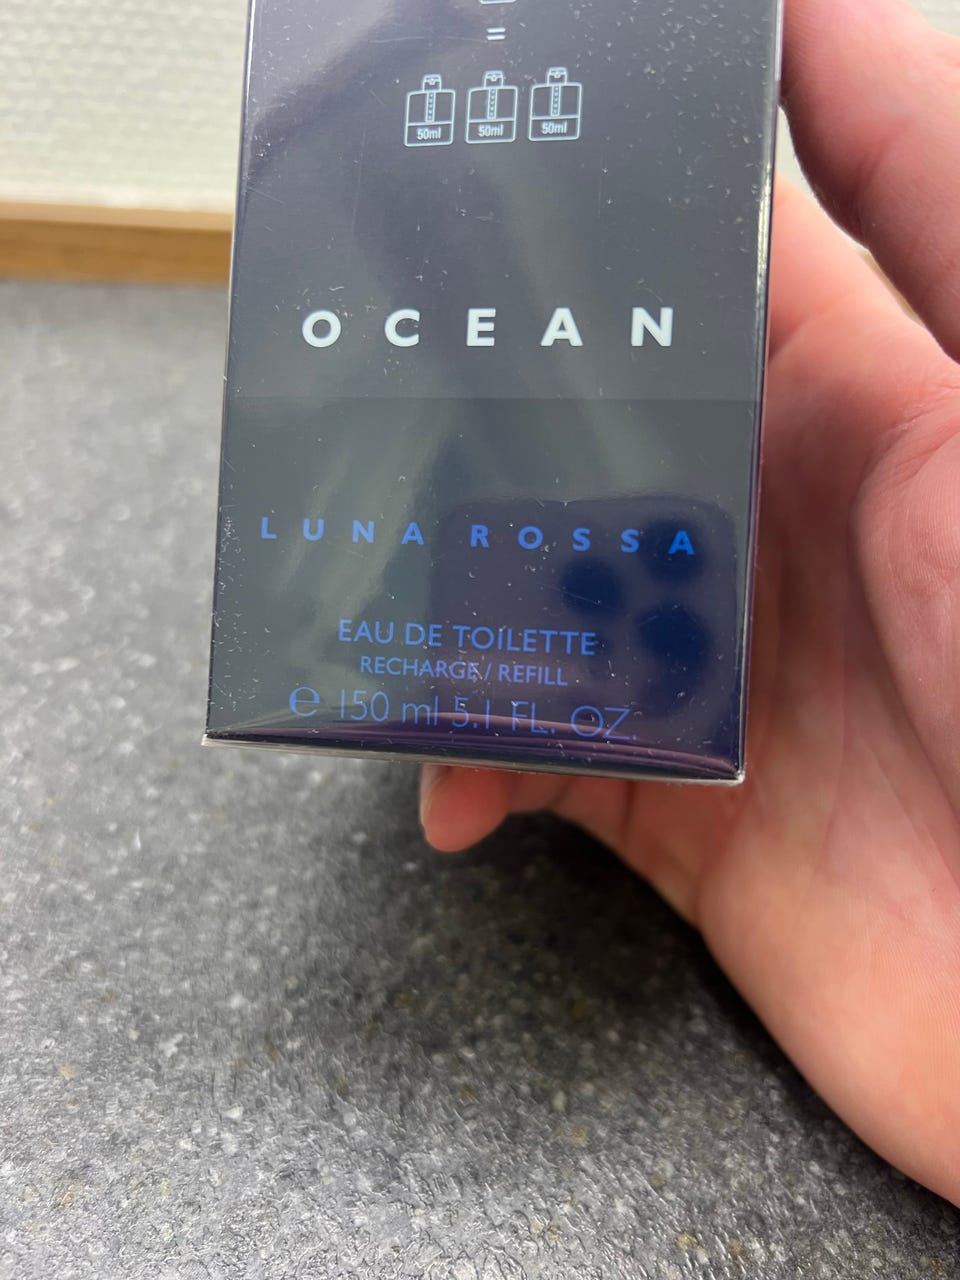 =
50ml 50ml 50ml
OCEAN
LUNA ROSSA
EAU DE TOILETTE
RECHARGE / REFILL
℮ 150 ml 5.1 FL. OZ.